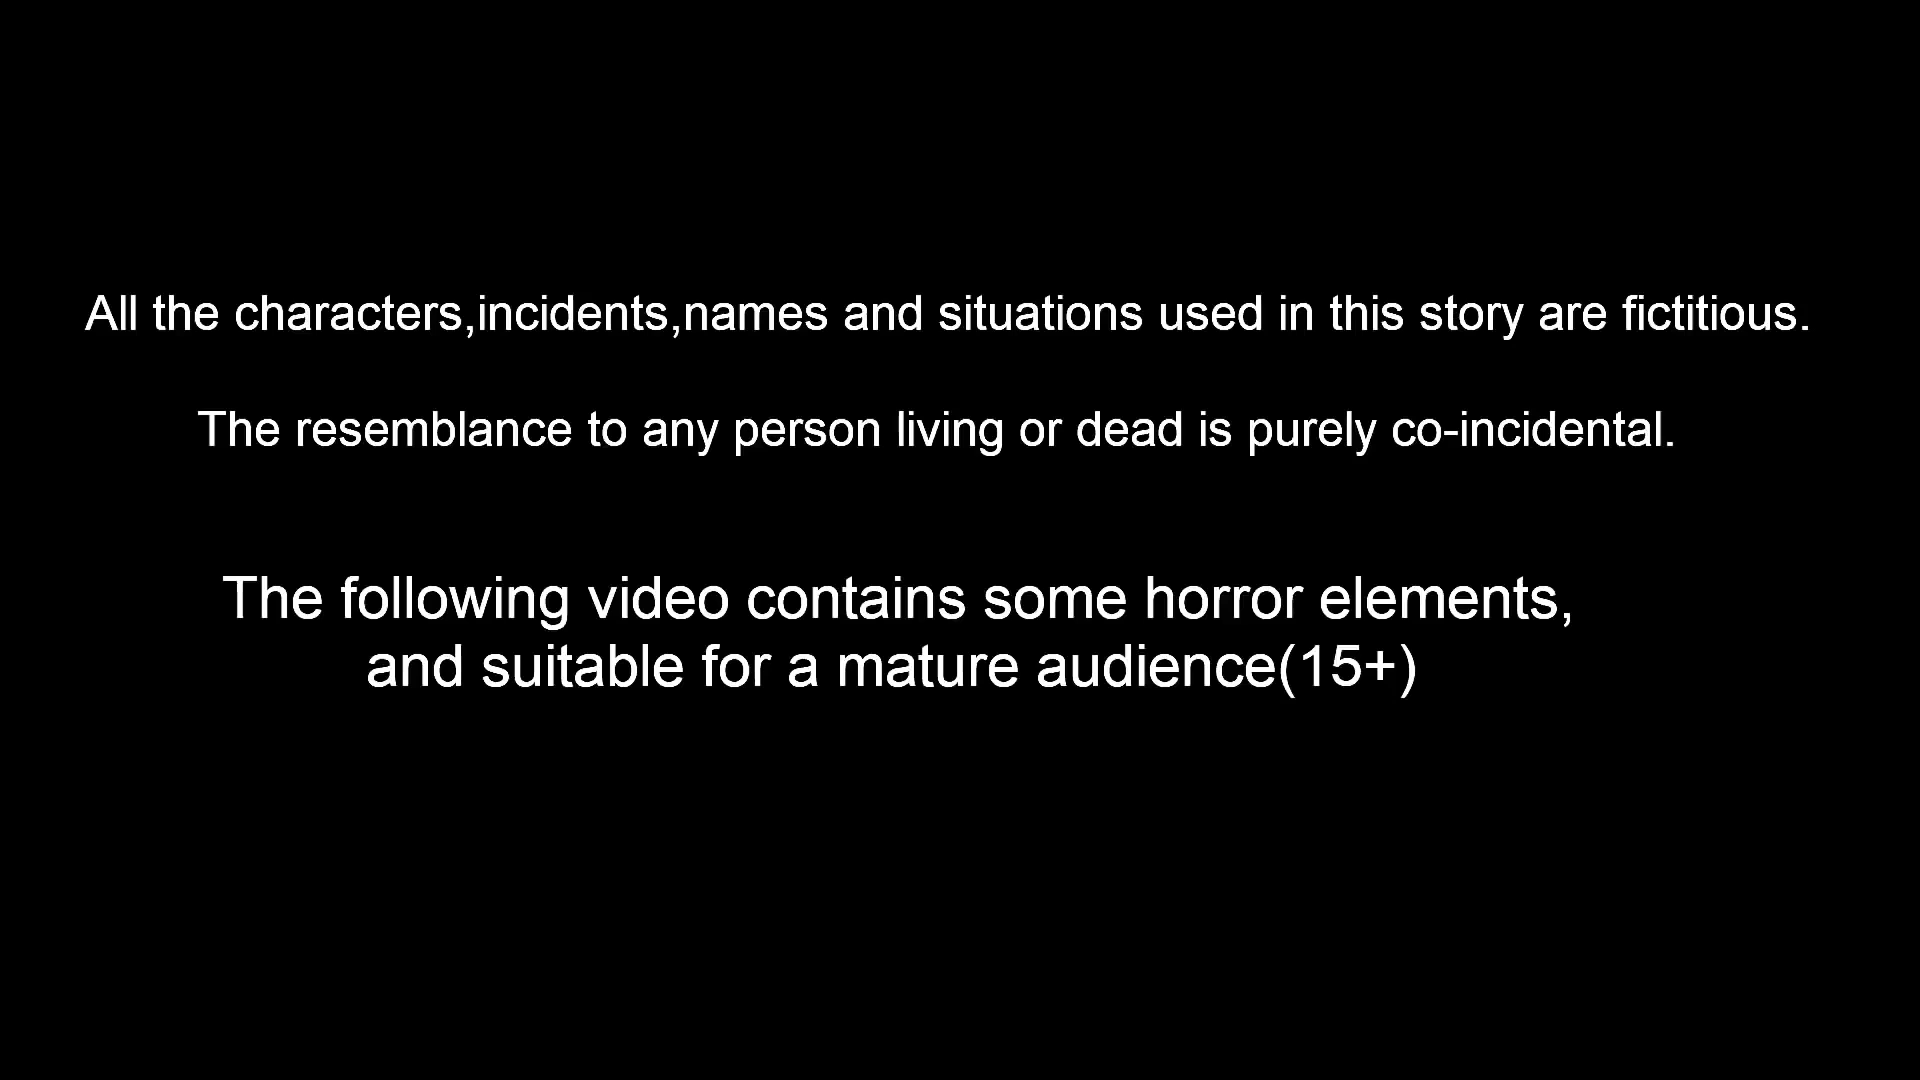 All the characters,incidents,names and situations used in this story are fictitious.
The resemblance to any person living or dead is purely co-incidental.
The following video contains some horror elements,
and suitable for a mature audience(15+)